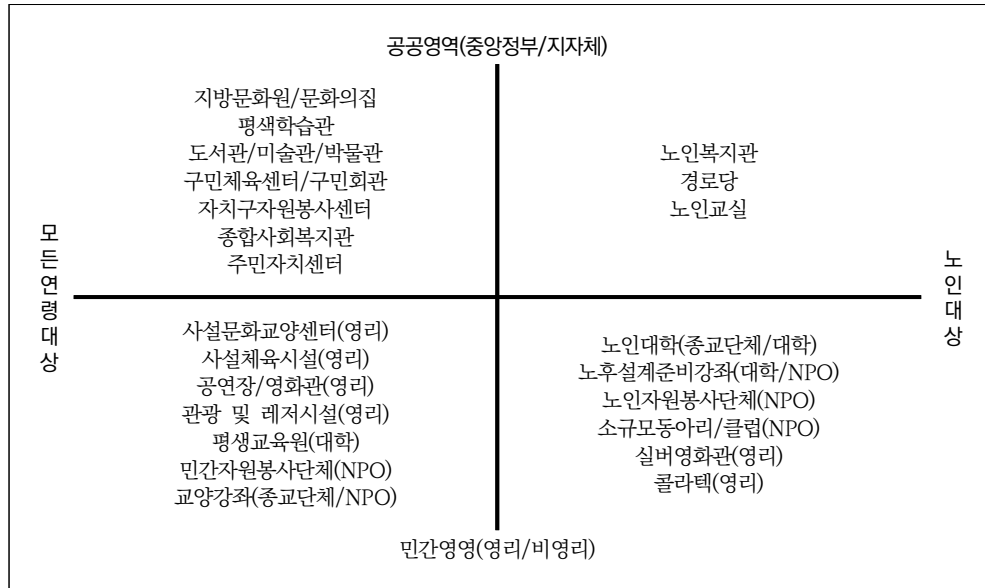 공공영역(중앙정부/지자체)
지방문화원/문화의집
평색학습관
도서관/미술관/박물관
구민체육센터/구민회관
자치구자원봉사센터
종합사회복지관
주민자치센터
노인복지관
경로당
노인교실
모든연령대상
노인대상
사설문화교양센터(영리)
사설체육시설(영리)
공연장/영화관(영리)
관광 및 레저시설(영리)
평생교육원(대학)
민간자원봉사단체(NPO)
교양강좌(종교단체/NPO)
노인대학(종교단체/대학)
노후설계준비강좌(대학/NPO)
노인자원봉사단체(NPO)
소규모동아리/클럽(NPO)
실버영화관(영리)
콜라텍(영리)
민간영영(영리/비영리)